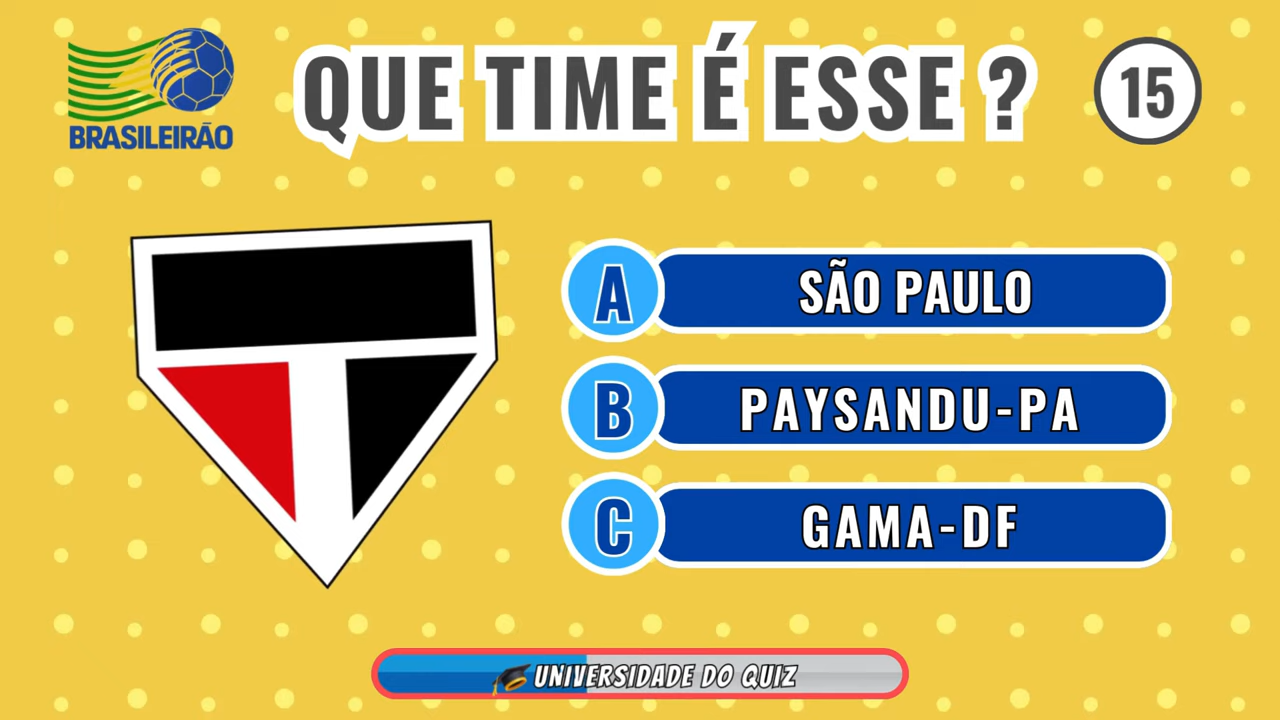 BRASILEIRÃO
QUE TIME É ESSE ?
15
A
SÃO PAULO
B
PAYSANDU-PA
C
GAMA-DF
UNIVERSIDADE DO QUIZ